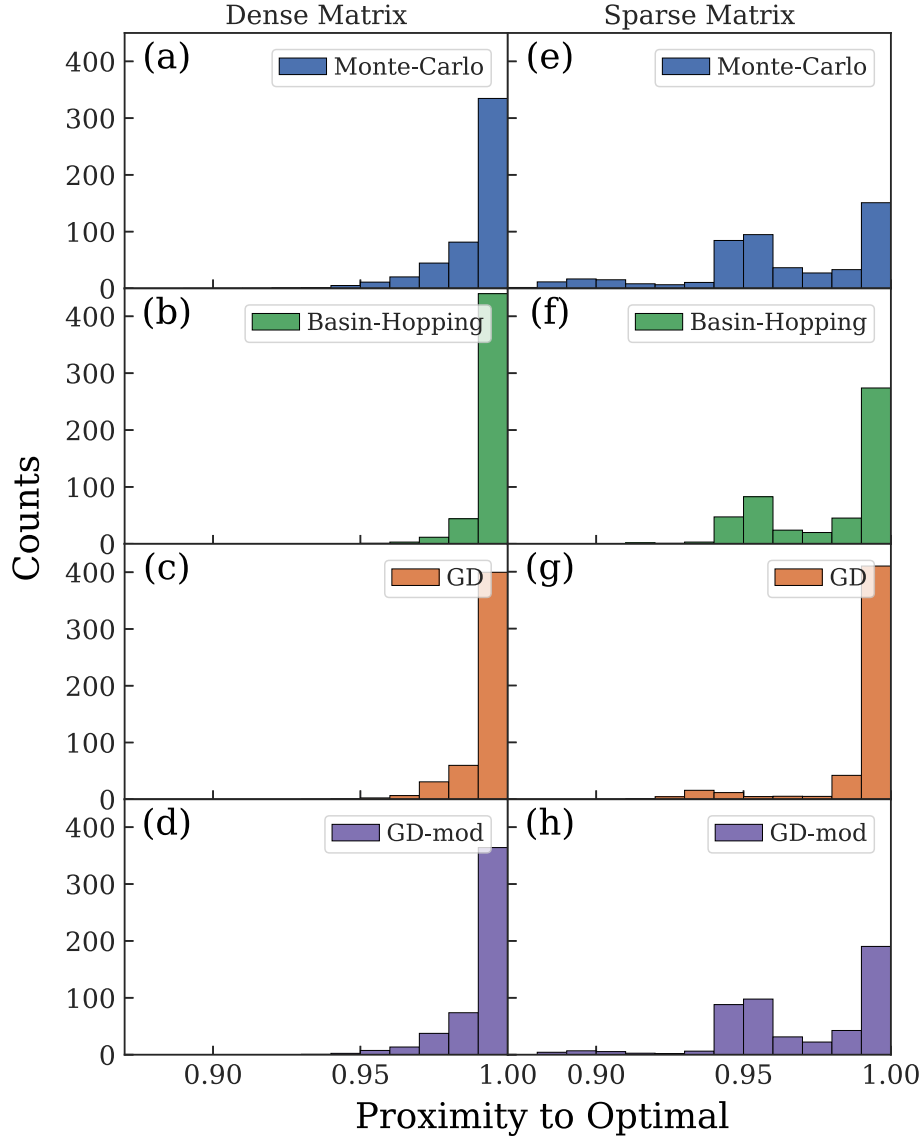 Dense Matrix
Sparse Matrix
(a)
Monte-Carlo
(e)
Monte-Carlo
400
300
200
100
0
(b)
Basin-Hopping
(f)
Basin-Hopping
400
300
200
100
0
(c)
GD
(g)
GD
400
300
200
100
0
(d)
GD-mod
(h)
GD-mod
400
300
200
100
0
Counts
0.90
0.95
1.00
0.90
0.95
1.00
Proximity to Optimal